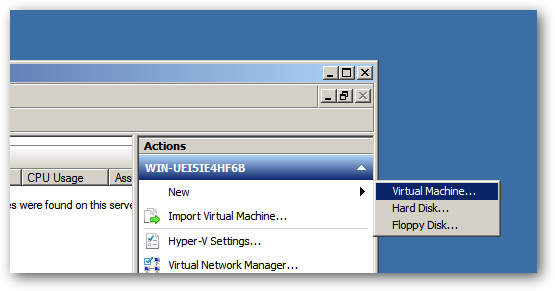 Actions
CPU Usage
Ass
WIN-UEI5IE4HF6B
New
Virtual Machine...
es were found on this serve
Hard Disk...
Import Virtual Machine...
Floppy Disk...
Hyper-V Settings...
Virtual Network Manager...